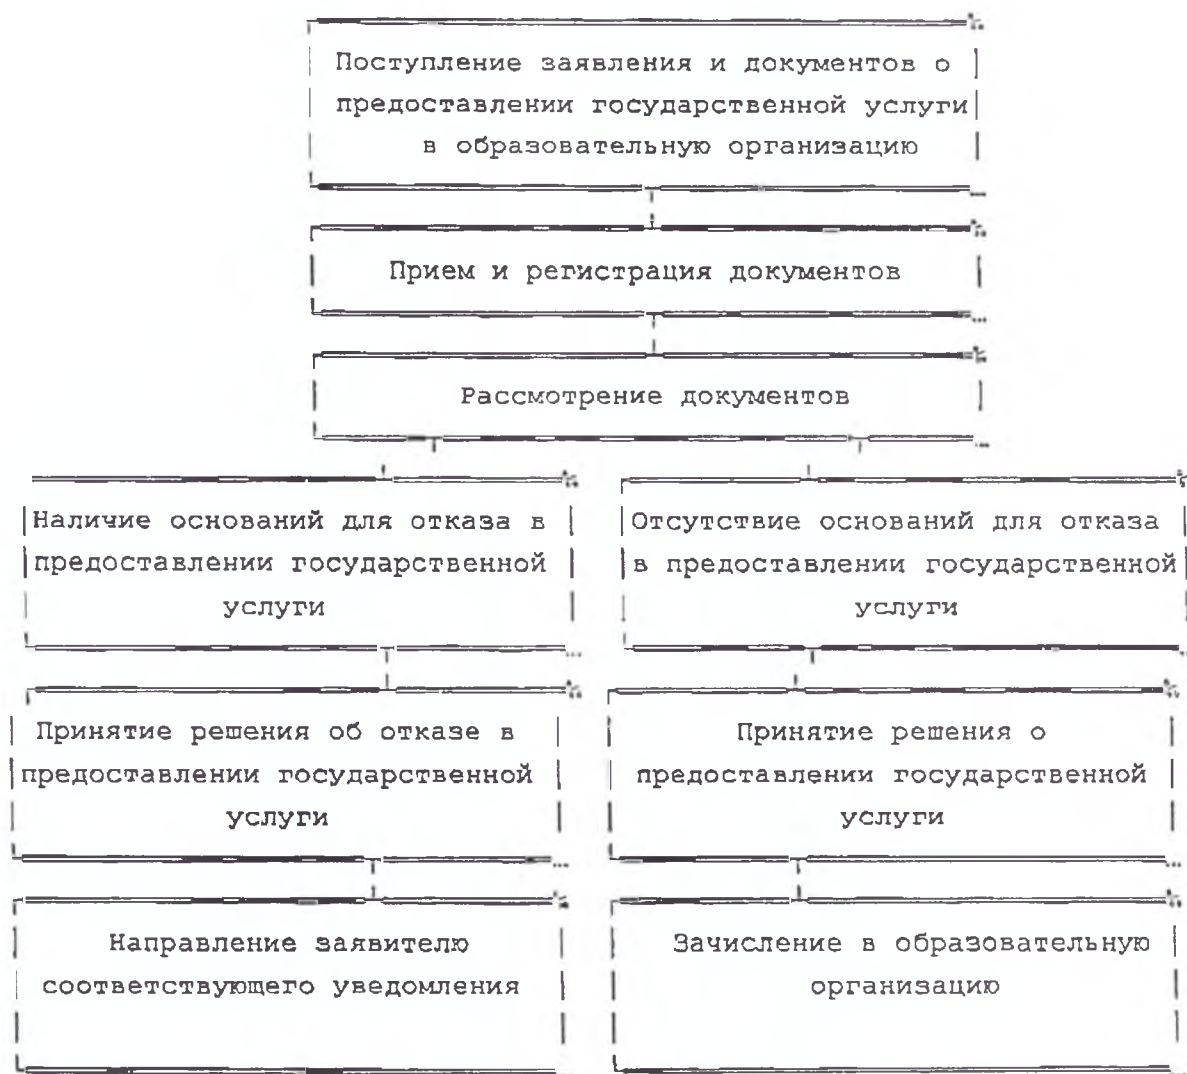 Поступление заявления и документов о
предоставлении государственной услуги
в образовательную организацию
Прием и регистрация документов
Рассмотрение документов
Наличие оснований для отказа в
предоставлении государственной
услуги
Отсутствие оснований для отказа
в предоставлении государственной
услуги
Принятие решения об отказе в
предоставлении государственной
услуги
Принятие решения о
предоставлении государственной
услуги
Направление заявителю
соответствующего уведомления
Зачисление в образовательную
организацию